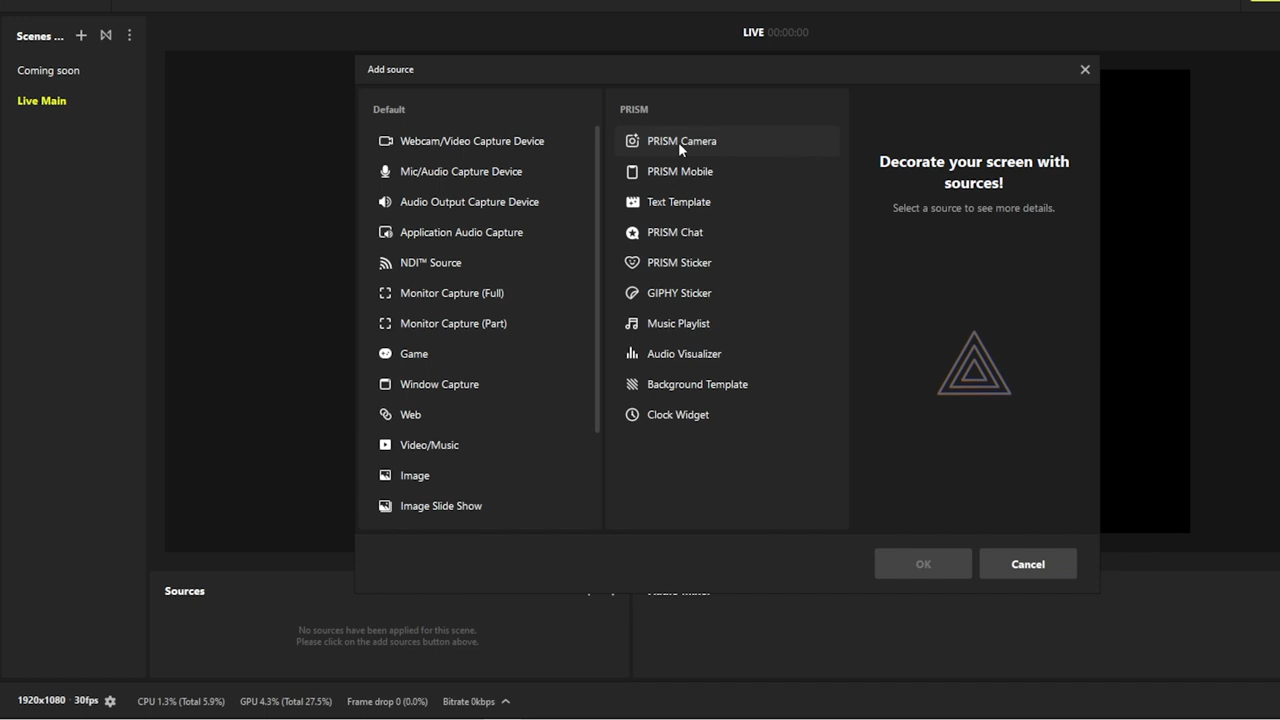 Scenes ...
LIVE 00:00:00
Coming soon
Live Main
Add source
Default
Webcam/Video Capture Device
Mic/Audio Capture Device
Audio Output Capture Device
Application Audio Capture
NDI™ Source
Monitor Capture (Full)
Monitor Capture (Part)
Game
Window Capture
Web
Video/Music
Image
Image Slide Show
PRISM
PRISM Camera
PRISM Mobile
Text Template
PRISM Chat
PRISM Sticker
GIPHY Sticker
Music Playlist
Audio Visualizer
Background Template
Clock Widget
Decorate your screen with
sources!
Select a source to see more details.
OK
Cancel
Sources
No sources have been applied for this scene.
Please click on the add sources button above.
1920x1080 30fps CPU 1.3% (Total 5.9%) GPU 4.3% (Total 27.5%) Frame drop 0 (0.0%) Bitrate 0kbps